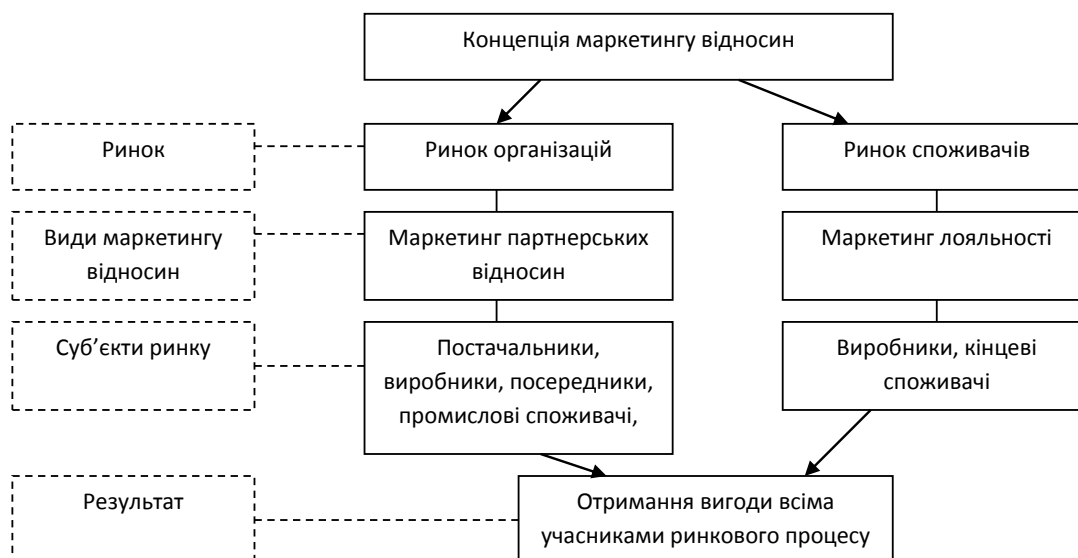 Концепція маркетингу відносин
Ринок
Ринок організацій
Ринок споживачів
Види маркетингу
відносин
Маркетинг партнерських
відносин
Маркетинг лояльності
Суб’єкти ринку
Постачальники,
виробники, посередники,
промислові споживачі,
Виробники, кінцеві
споживачі
Результат
Отримання вигоди всіма
учасниками ринкового процесу